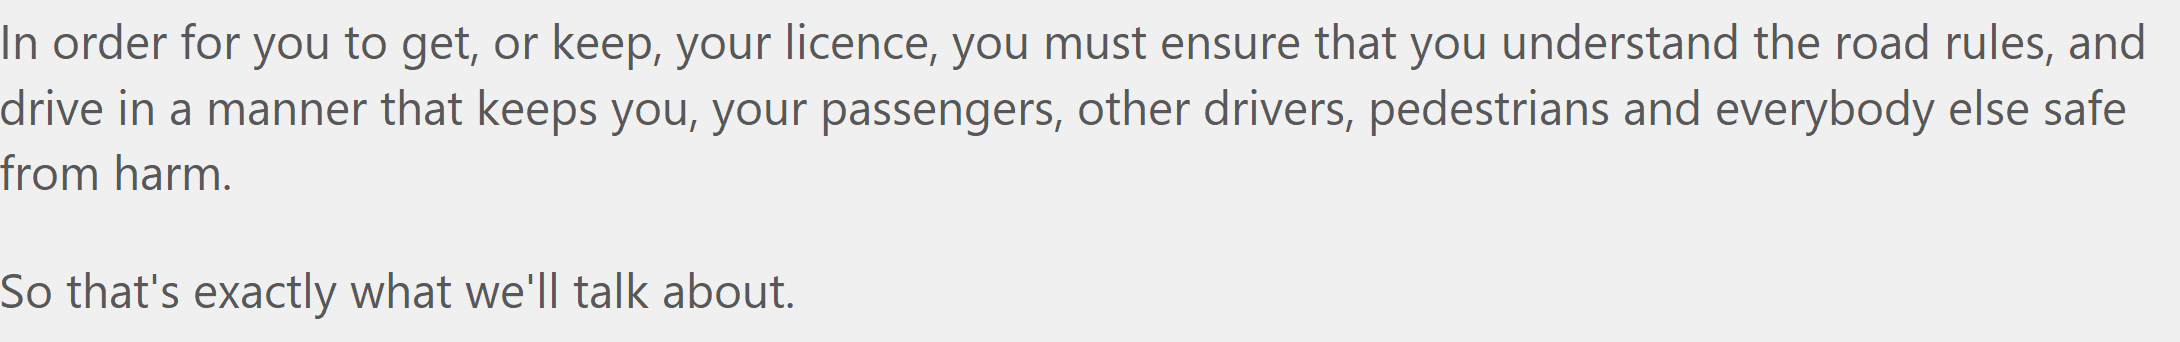 In order for you to get, or keep, your licence, you must ensure that you understand the road rules, and
drive in a manner that keeps you, your passengers, other drivers, pedestrians and everybody else safe
from harm.
So that's exactly what we'll talk about.